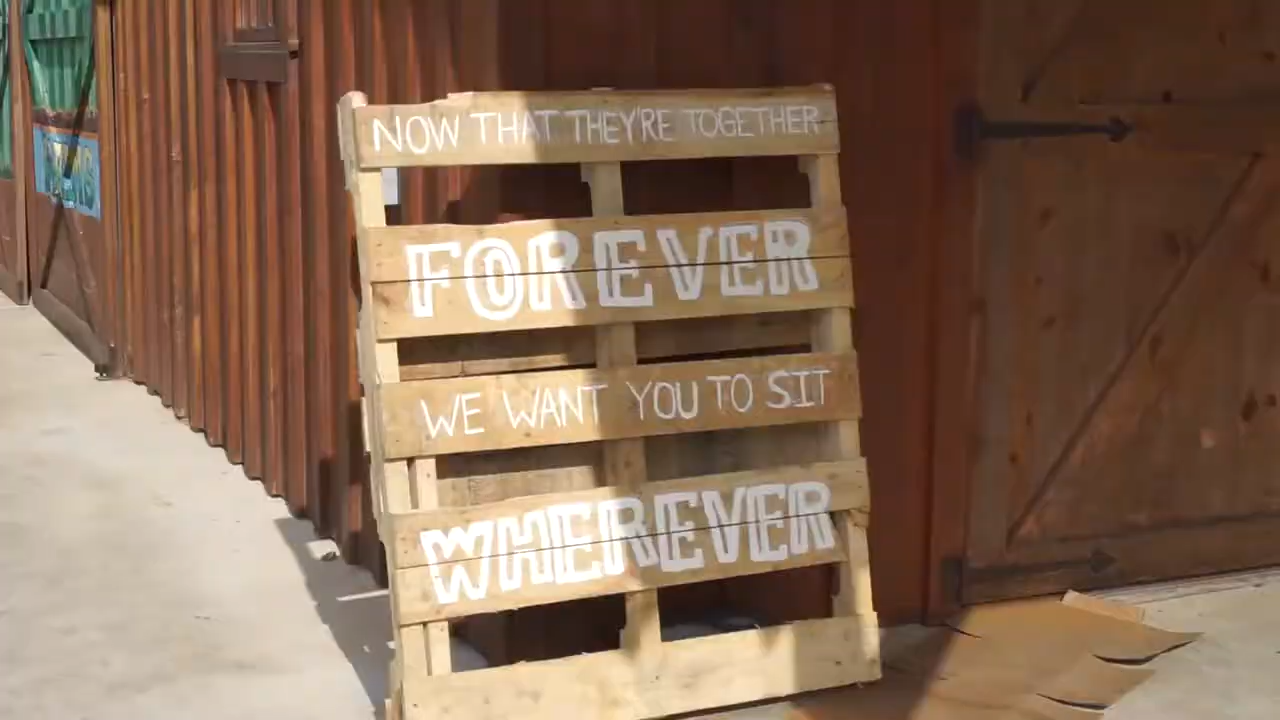 NOW THAT THEY'RE TOGETHER
FOREVER
WE WANT YOU TO SIT
WHEREVER